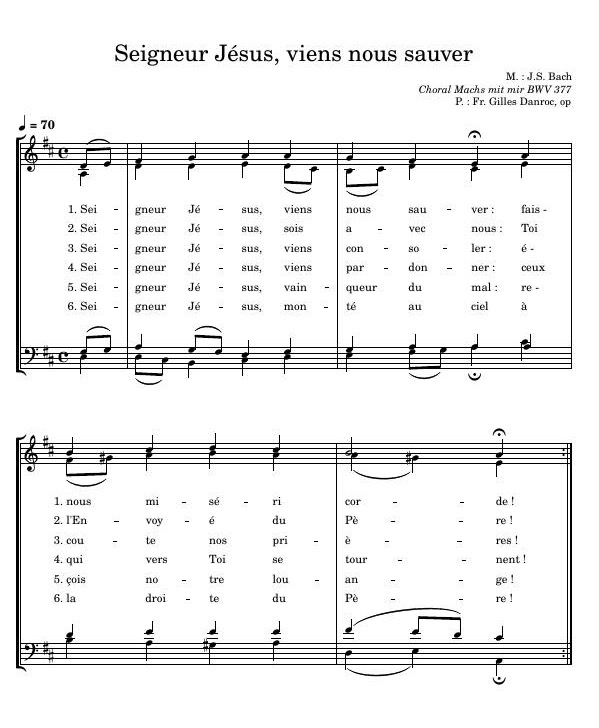 Seigneur Jésus, viens nous sauver
M. : J.S. Bach
Choral Machs mit mir BWV 377
P. : Fr. Gilles Danroc, op
= 70
1. Sei - gneur Jé - sus, viens nous sau - ver : fais -
2. Sei - gneur Jé - sus, sois a - vec nous : Toi
3. Sei - gneur Jé - sus, viens con - so - ler : é -
4. Sei - gneur Jé - sus, viens par - don - ner : ceux
5. Sei - gneur Jé - sus, vain - queur du mal : re -
6. Sei - gneur Jé - sus, mon - té au ciel à
1. nous mi - sé - ri cor - - de !
2. l'En - voy - é du Pè - - re !
3. cou - te nos pri - è - - res !
4. qui vers Toi se tour - - nent !
5. çois no - tre lou - an - - ge !
6. la droi - te du Pè - - re !